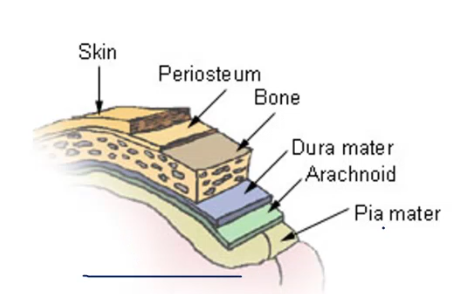 Skin
Periosteum
Bone
Dura mater
Arachnoid
Pia mater